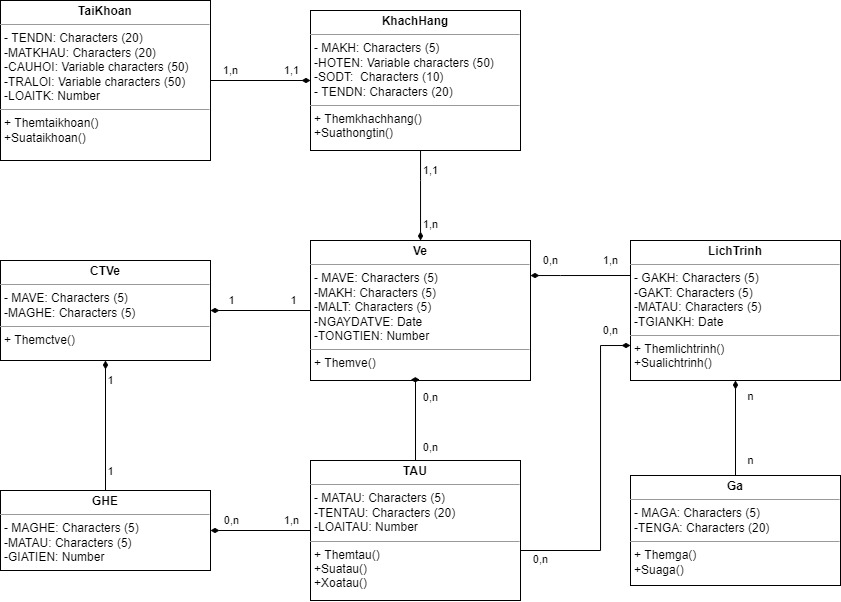 TaiKhoan
- TENDN: Characters (20)
-MATKHAU: Characters (20)
-CAUHOI: Variable characters (50)
-TRALOI: Variable characters (50)
-LOAITK: Number
+ Themtaikhoan()
+Suataikhoan()
1,n
1,1
KhachHang
- MAKH: Characters (5)
-HOTEN: Variable characters (50)
-SODT:  Characters (10)
- TENDN: Characters (20)
+ Themkhachhang()
+Suathongtin()
1,1
1,n
CTVe
- MAVE: Characters (5)
-MAGHE: Characters (5)
+ Themctve()
1
1
Ve
- MAVE: Characters (5)
-MAKH: Characters (5)
-MALT: Characters (5)
-NGAYDATVE: Date
-TONGTIEN: Number
+ Themve()
0,n
1,n
LichTrinh
- GAKH: Characters (5)
-GAKT: Characters (5)
-MATAU: Characters (5)
-TGIANKH: Date
+ Themlichtrinh()
+Sualichtrinh()
0,n
1
1
0,n
0,n
n
n
GHE
- MAGHE: Characters (5)
-MATAU: Characters (5)
-GIATIEN: Number
0,n
1,n
TAU
- MATAU: Characters (5)
-TENTAU: Characters (20)
-LOAITAU: Number
+ Themtau()
+Suatau()
+Xoatau()
0,n
Ga
- MAGA: Characters (5)
-TENGA: Characters (20)
+ Themga()
+Suaga()